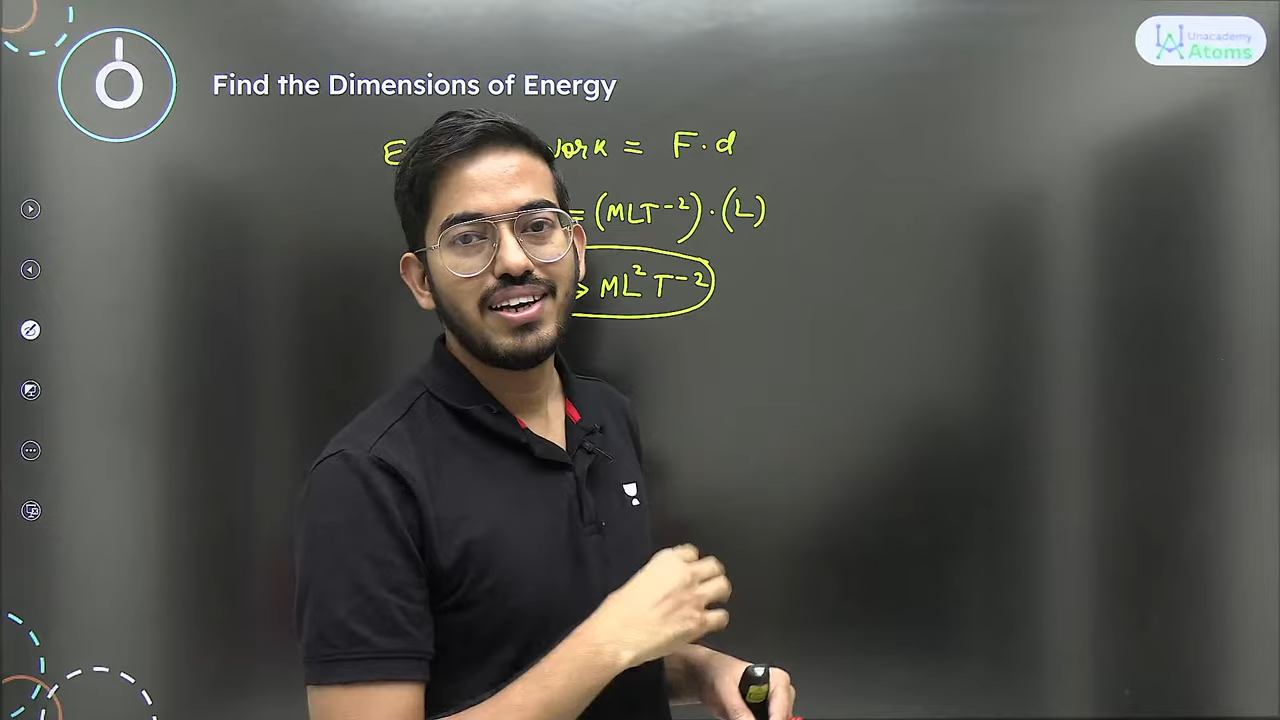 Unacademy
Atoms
Find the Dimensions of Energy
E work = F.d
= (MLT⁻²).(L)
ML²T⁻²